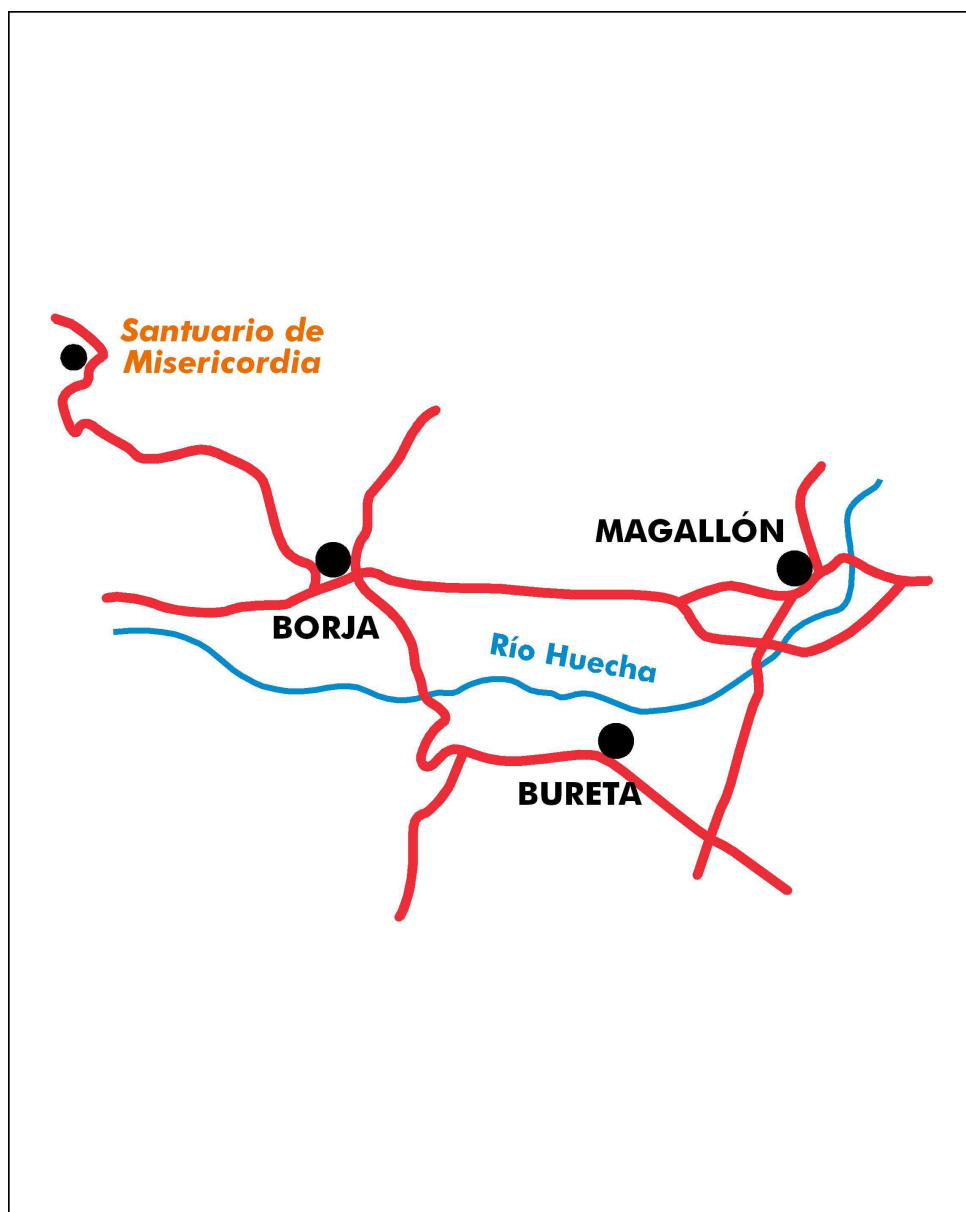 Santuario de
Misericordia
MAGALLÓN
BORJA
Río Huecha
BURETA